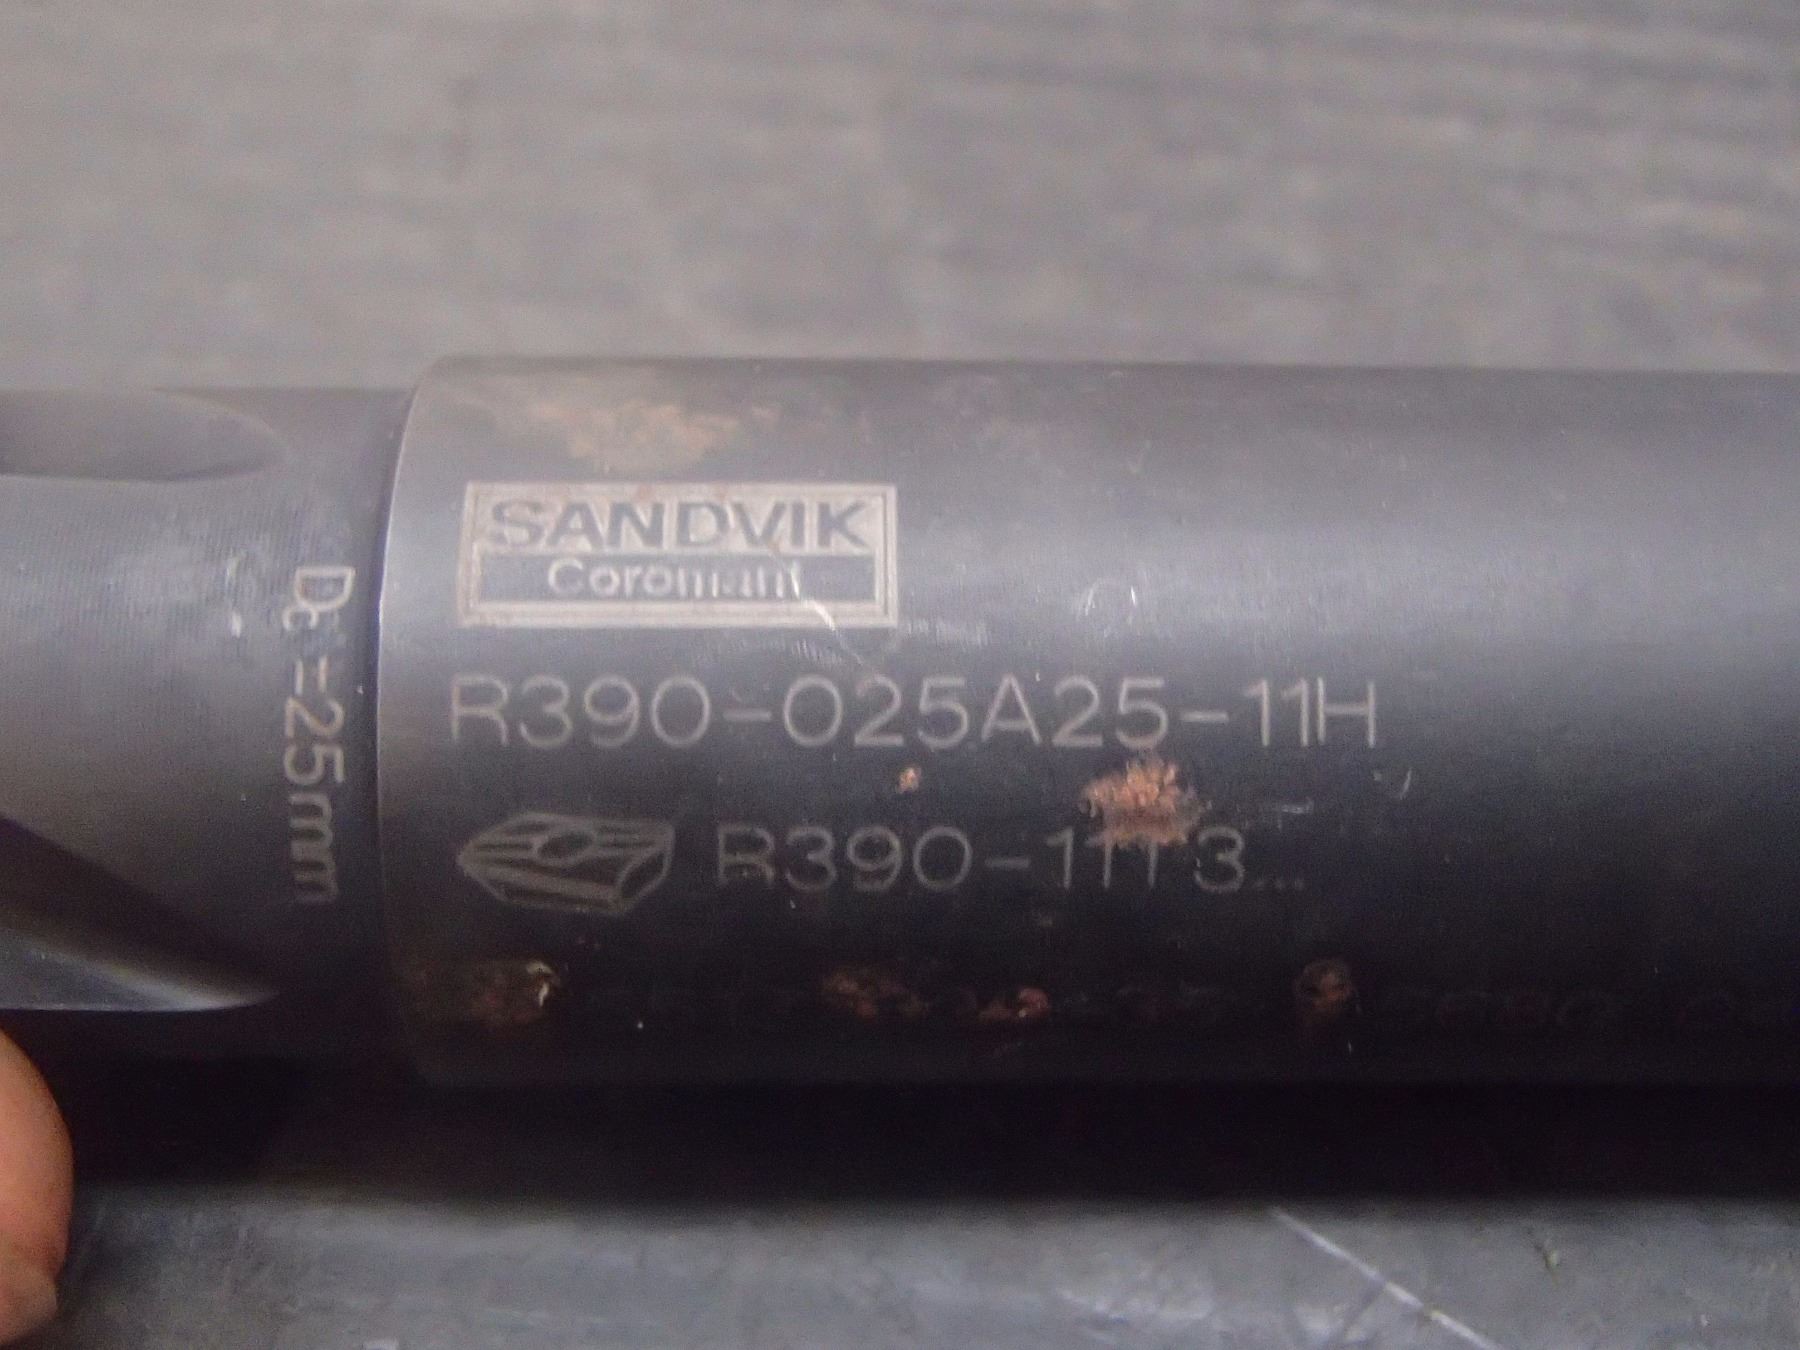 SANDVIK
Coromant
R390-025A25-11H
R390-11T3...
Dc=25mm